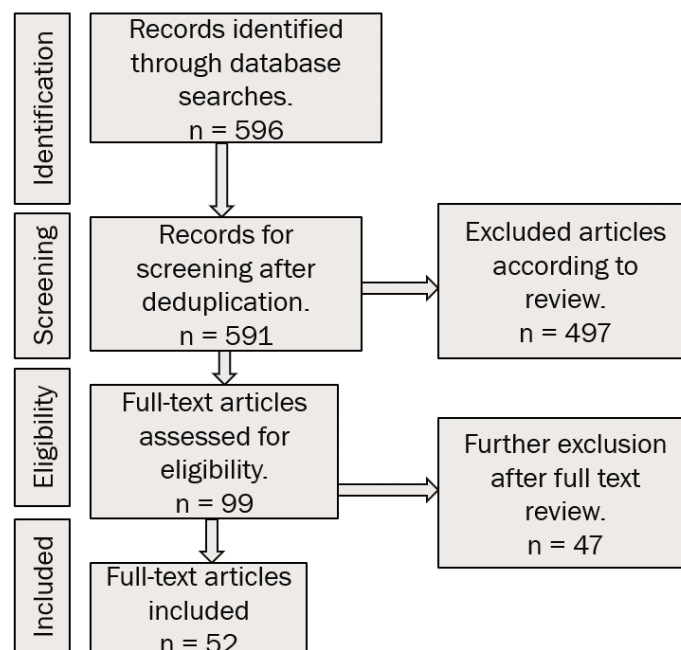 Identification
Records identified
through database
searches.
n = 596
Screening
Records for
screening after
deduplication.
n = 591
Excluded articles
according to
review.
n = 497
Eligibility
Full-text articles
assessed for
eligibility.
n = 99
Further exclusion
after full text
review.
n = 47
Included
Full-text articles
included
n = 52